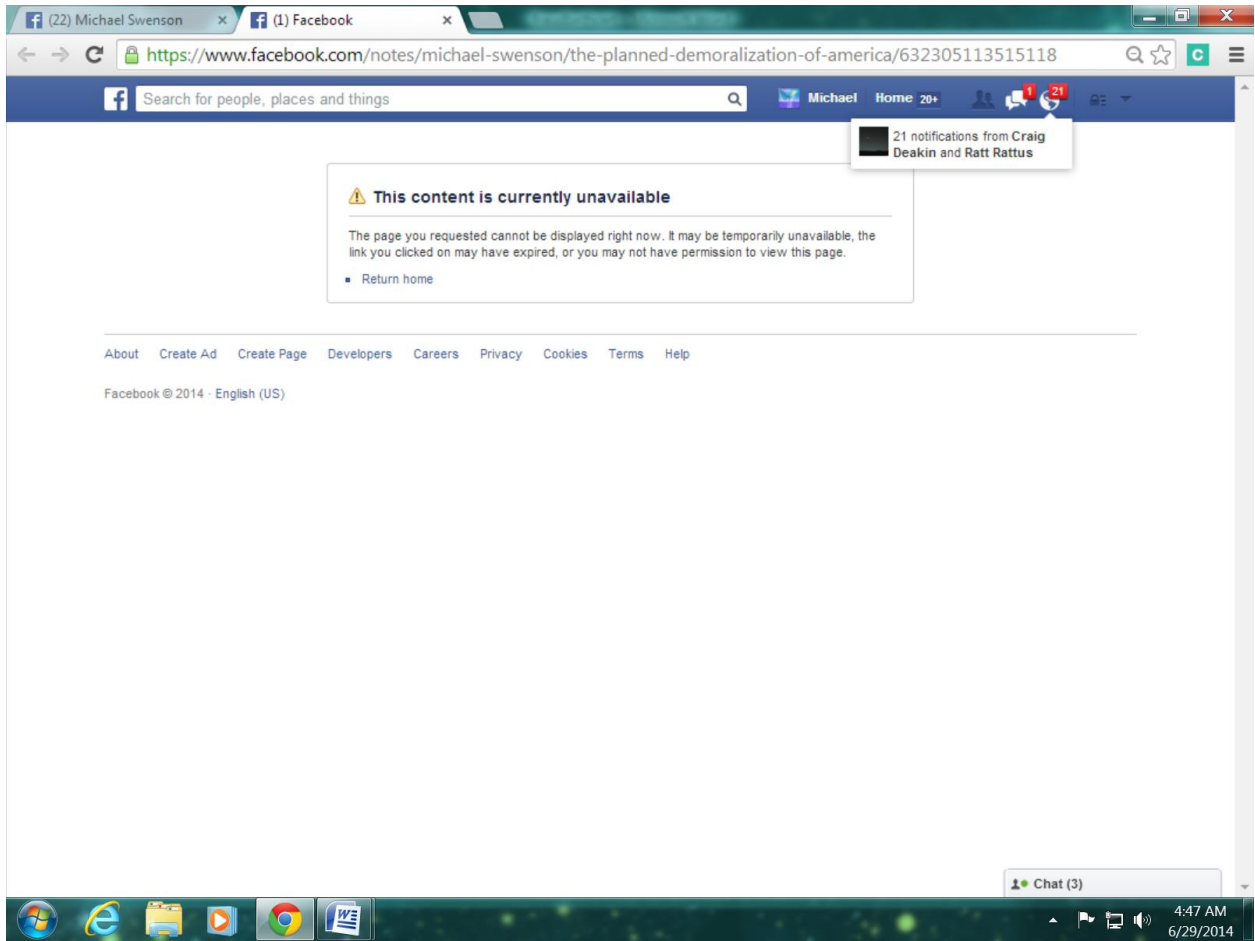 (22) Michael Swenson
(1) Facebook
https://www.facebook.com/notes/michael-swenson/the-planned-demoralization-of-america/632305113515118
Search for people, places and things
Michael Home 20+ 1 21
21 notifications from Craig
Deakin and Ratt Rattus
This content is currently unavailable
The page you requested cannot be displayed right now. It may be temporarily unavailable, the
link you clicked on may have expired, or you may not have permission to view this page.
Return home
About Create Ad Create Page Developers Careers Privacy Cookies Terms Help
Facebook © 2014 · English (US)
Chat (3)
4:47 AM
6/29/2014